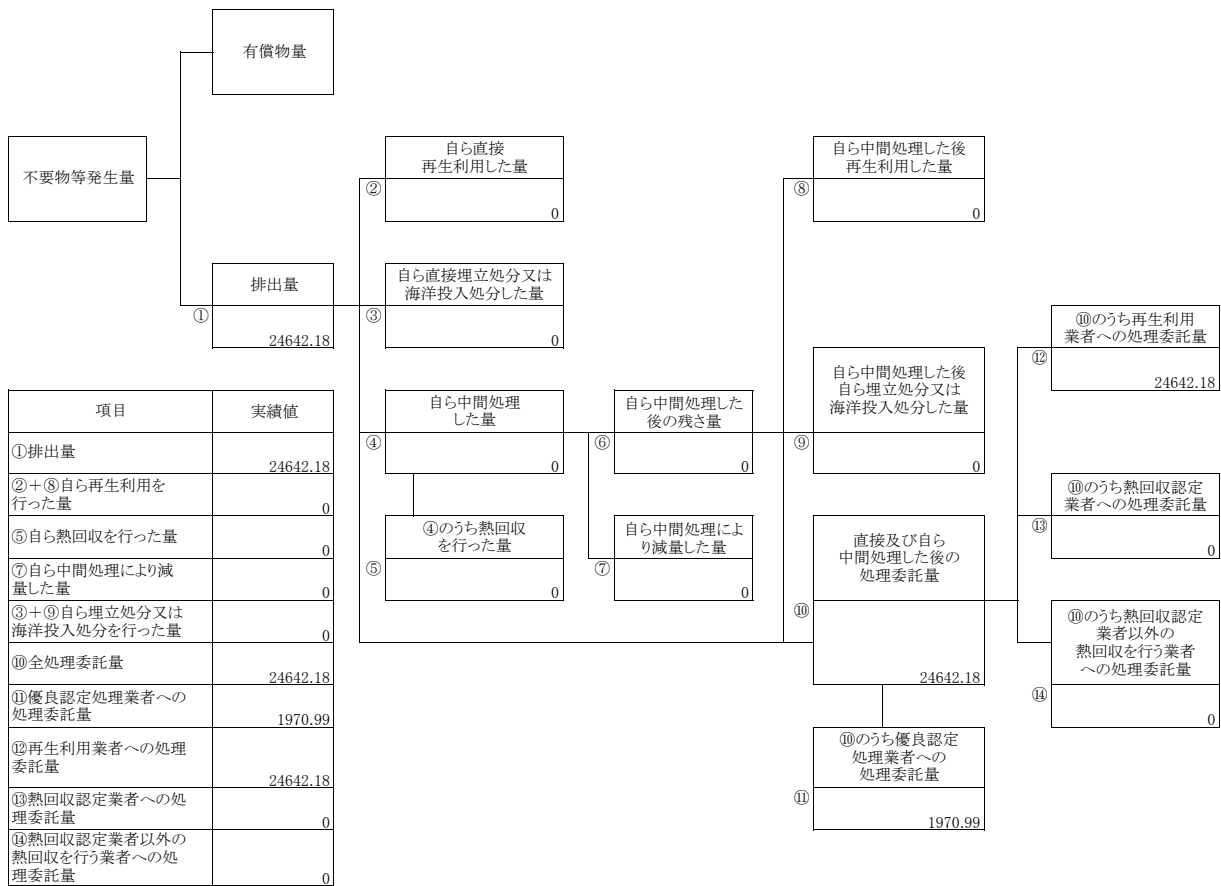 有償物量
不要物等発生量
自ら直接
再生利用した量
②
0
自ら中間処理した後
再生利用した量
⑧
0
排出量
①
24642.18
自ら直接埋立処分又は
海洋投入処分した量
③
0
⑩のうち再生利用
業者への処理委託量
⑫
24642.18
自ら中間処理
した量
④
0
自ら中間処理した
後の残さ量
⑥
0
自ら中間処理した後
自ら埋立処分又は
海洋投入処分した量
⑨
0
⑩のうち熱回収認定
業者への処理委託量
⑬
0
④のうち熱回収
を行った量
⑤
0
自ら中間処理によ
り減量した量
⑦
0
直接及び自ら
中間処理した後の
処理委託量
⑩
24642.18
⑩のうち熱回収認定
業者以外の
熱回収を行う業者
への処理委託量
⑭
0
⑩のうち優良認定
処理業者への
処理委託量
⑪
1970.99
項目 実績値
①排出量
24642.18
②+⑧自ら再生利用を
行った量
0
⑤自ら熱回収を行った量
0
⑦自ら中間処理により減
量した量
0
③+⑨自ら埋立処分又は
海洋投入処分を行った量
0
⑩全処理委託量
24642.18
⑪優良認定処理業者への
処理委託量
1970.99
⑫再生利用業者への処理
委託量
24642.18
⑬熱回収認定業者への処
理委託量
0
⑭熱回収認定業者以外の
熱回収を行う業者への処
理委託量
0